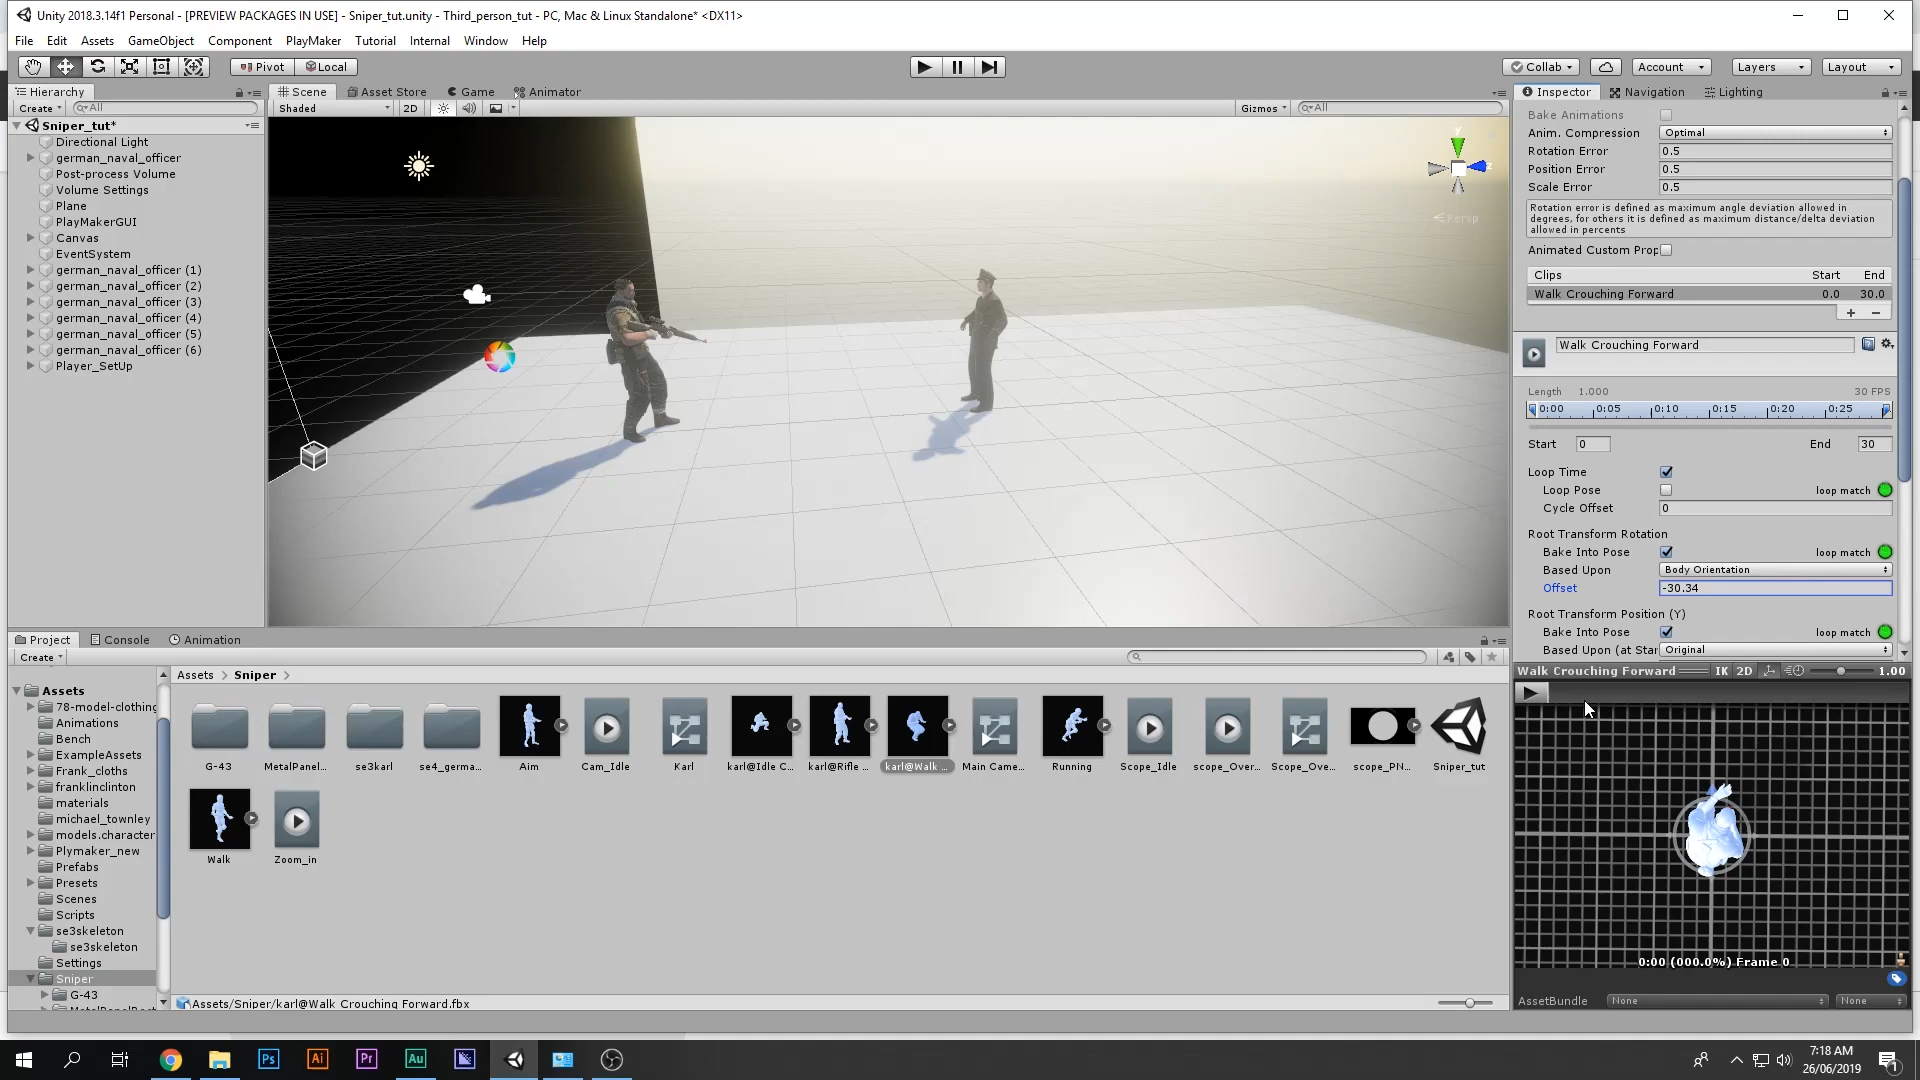 Unity 2018.3.14f1 Personal - [PREVIEW PACKAGES IN USE] - Sniper_tut.unity - Third_person_tut - PC, Mac & Linux Standalone* <DX11>
File Edit Assets GameObject Component PlayMaker Tutorial Internal Window Help
Pivot Local Collab Account Layers Layout
Hierarchy
Create All
Sniper_tut*
Directional Light
german_naval_officer
Post-process Volume
Volume Settings
Plane
PlayMakerGUI
Canvas
EventSystem
german_naval_officer (1)
german_naval_officer (2)
german_naval_officer (3)
german_naval_officer (4)
german_naval_officer (5)
german_naval_officer (6)
Player_SetUp
Scene Asset Store Game Animator
Shaded 2D Gizmos All
Persp
Inspector Navigation Lighting
Bake Animations
Anim. Compression Optimal
Rotation Error 0.5
Position Error 0.5
Scale Error 0.5
Rotation error is defined as maximum angle deviation allowed in
degrees, for others it is defined as maximum distance/delta deviation
allowed in percents
Animated Custom Prop
Clips Start End
Walk Crouching Forward 0.0 30.0
+ -
Walk Crouching Forward
Length 1.000 30 FPS
0:00 0:05 0:10 0:15 0:20 0:25
Start 0 End 30
Loop Time
Loop Pose loop match
Cycle Offset 0
Root Transform Rotation
Bake Into Pose loop match
Based Upon Body Orientation
Offset -30.34
Root Transform Position (Y)
Bake Into Pose loop match
Based Upon (at Star Original
Walk Crouching Forward IK 2D 1.00
0:00 (000.0%) Frame 0
AssetBundle None None
Project Console Animation
Create
Assets
78-model-clothing
Animations
Bench
ExampleAssets
Frank_cloths
franklinclinton
materials
michael_townley
models.character
Plymaker_new
Prefabs
Presets
Scenes
Scripts
se3skeleton
se3skeleton
Settings
Sniper
G-43
Assets > Sniper >
G-43 MetalPanel... se3karl se4_germa... Aim Cam_Idle Karl karl@Idle C... karl@Rifle ... karl@Walk ... Main Came... Running Scope_Idle scope_Over... Scope_Ove... scope_PN... Sniper_tut
Walk Zoom_in
Assets/Sniper/karl@Walk Crouching Forward.fbx
Ps Ai Pr Au
7:18 AM
26/06/2019
1